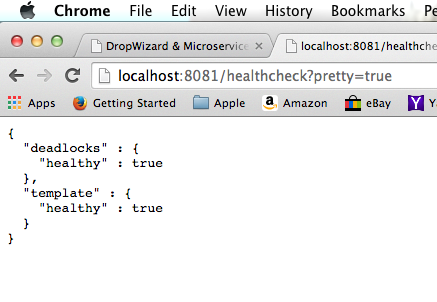 Chrome File Edit View History Bookmarks
DropWizard & Microservice localhost:8081/healthche
localhost:8081/healthcheck?pretty=true
Apps Getting Started Apple Amazon eBay
{
  "deadlocks" : {
    "healthy" : true
  },
  "template" : {
    "healthy" : true
  }
}